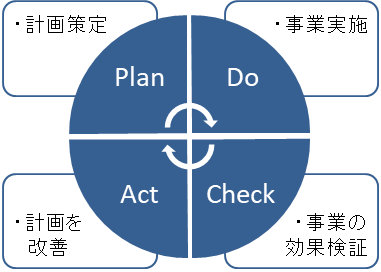 ・計画策定
・事業実施
Plan
Do
Act
Check
・計画を
改善
・事業の
効果検証